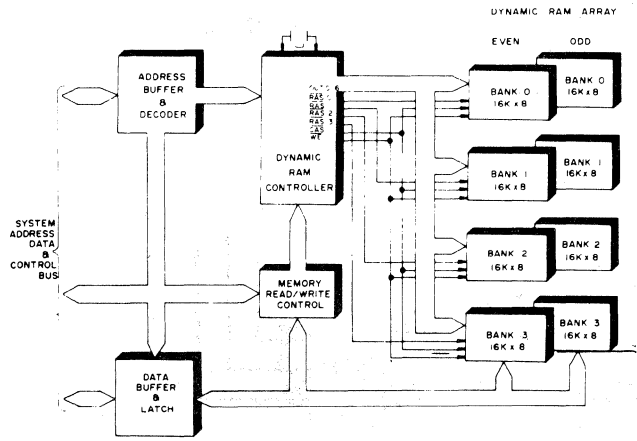 DYNAMIC RAM ARRAY
EVEN
ODD
ADDRESS
BUFFER
&
DECODER
RAS
RAS 2
RAS 3
CAS
WE
DYNAMIC
RAM
CONTROLLER
BANK 0
16K x 8
BANK 0
16K x 8
BANK 1
16K x 8
BANK 1
16K x 8
BANK 2
16K x 8
BANK 2
16K x 8
BANK 3
16K x 8
BANK 3
16K x 8
SYSTEM
ADDRESS
DATA
&
CONTROL
BUS
MEMORY
READ/WRITE
CONTROL
DATA
BUFFER
&
LATCH